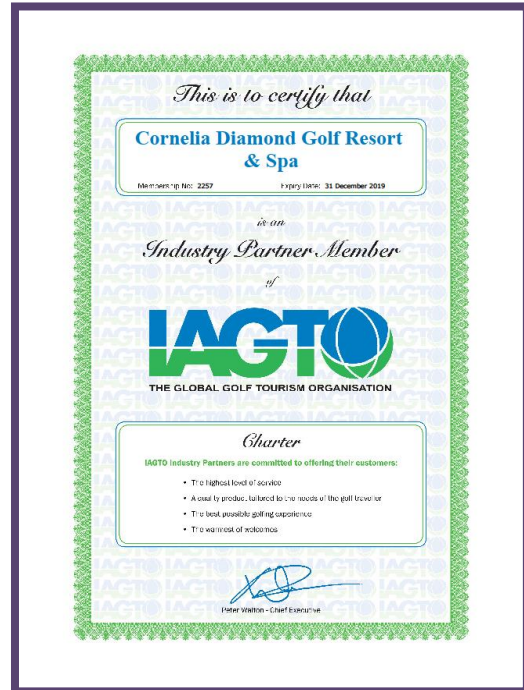 This is to certify that
Cornelia Diamond Golf Resort
& Spa
Membership No: 2257 Expiry Date: 31 December 2019
is an
Industry Partner Member
of
IAGTO
THE GLOBAL GOLF TOURISM ORGANISATION
Charter
IAGTO Industry Partners are committed to offering their customers:
• The highest level of service
• A quality product tailored to the needs of the golf traveller
• The best possible golfing experience
• The warmest of welcomes
Peter Walton - Chief Executive